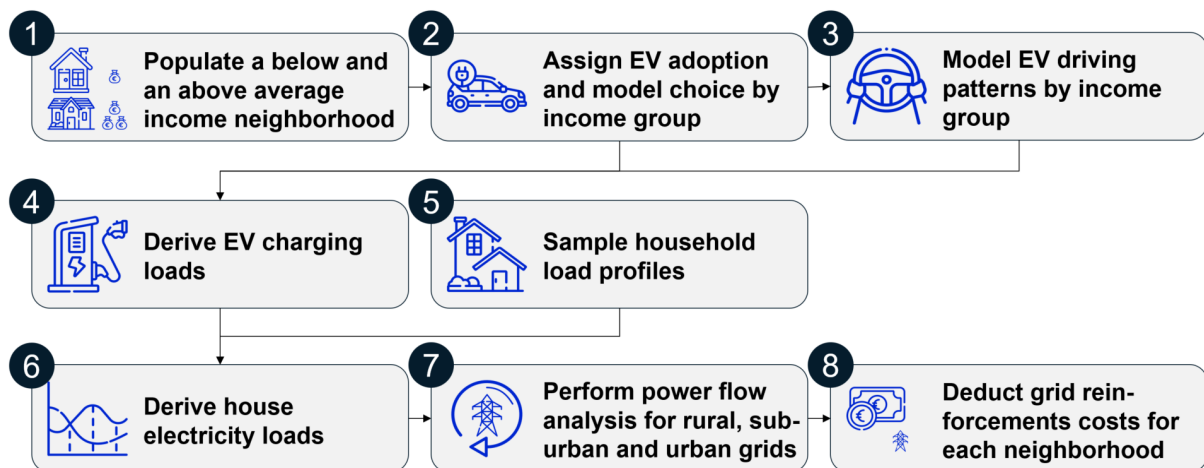 1
Populate a below and
an above average
income neighborhood
2
Assign EV adoption
and model choice by
income group
3
Model EV driving
patterns by income
group
4
Derive EV charging
loads
5
Sample household
load profiles
6
Derive house
electricity loads
7
Perform power flow
analysis for rural, sub-
urban and urban grids
8
Deduct grid rein-
forcements costs for
each neighborhood